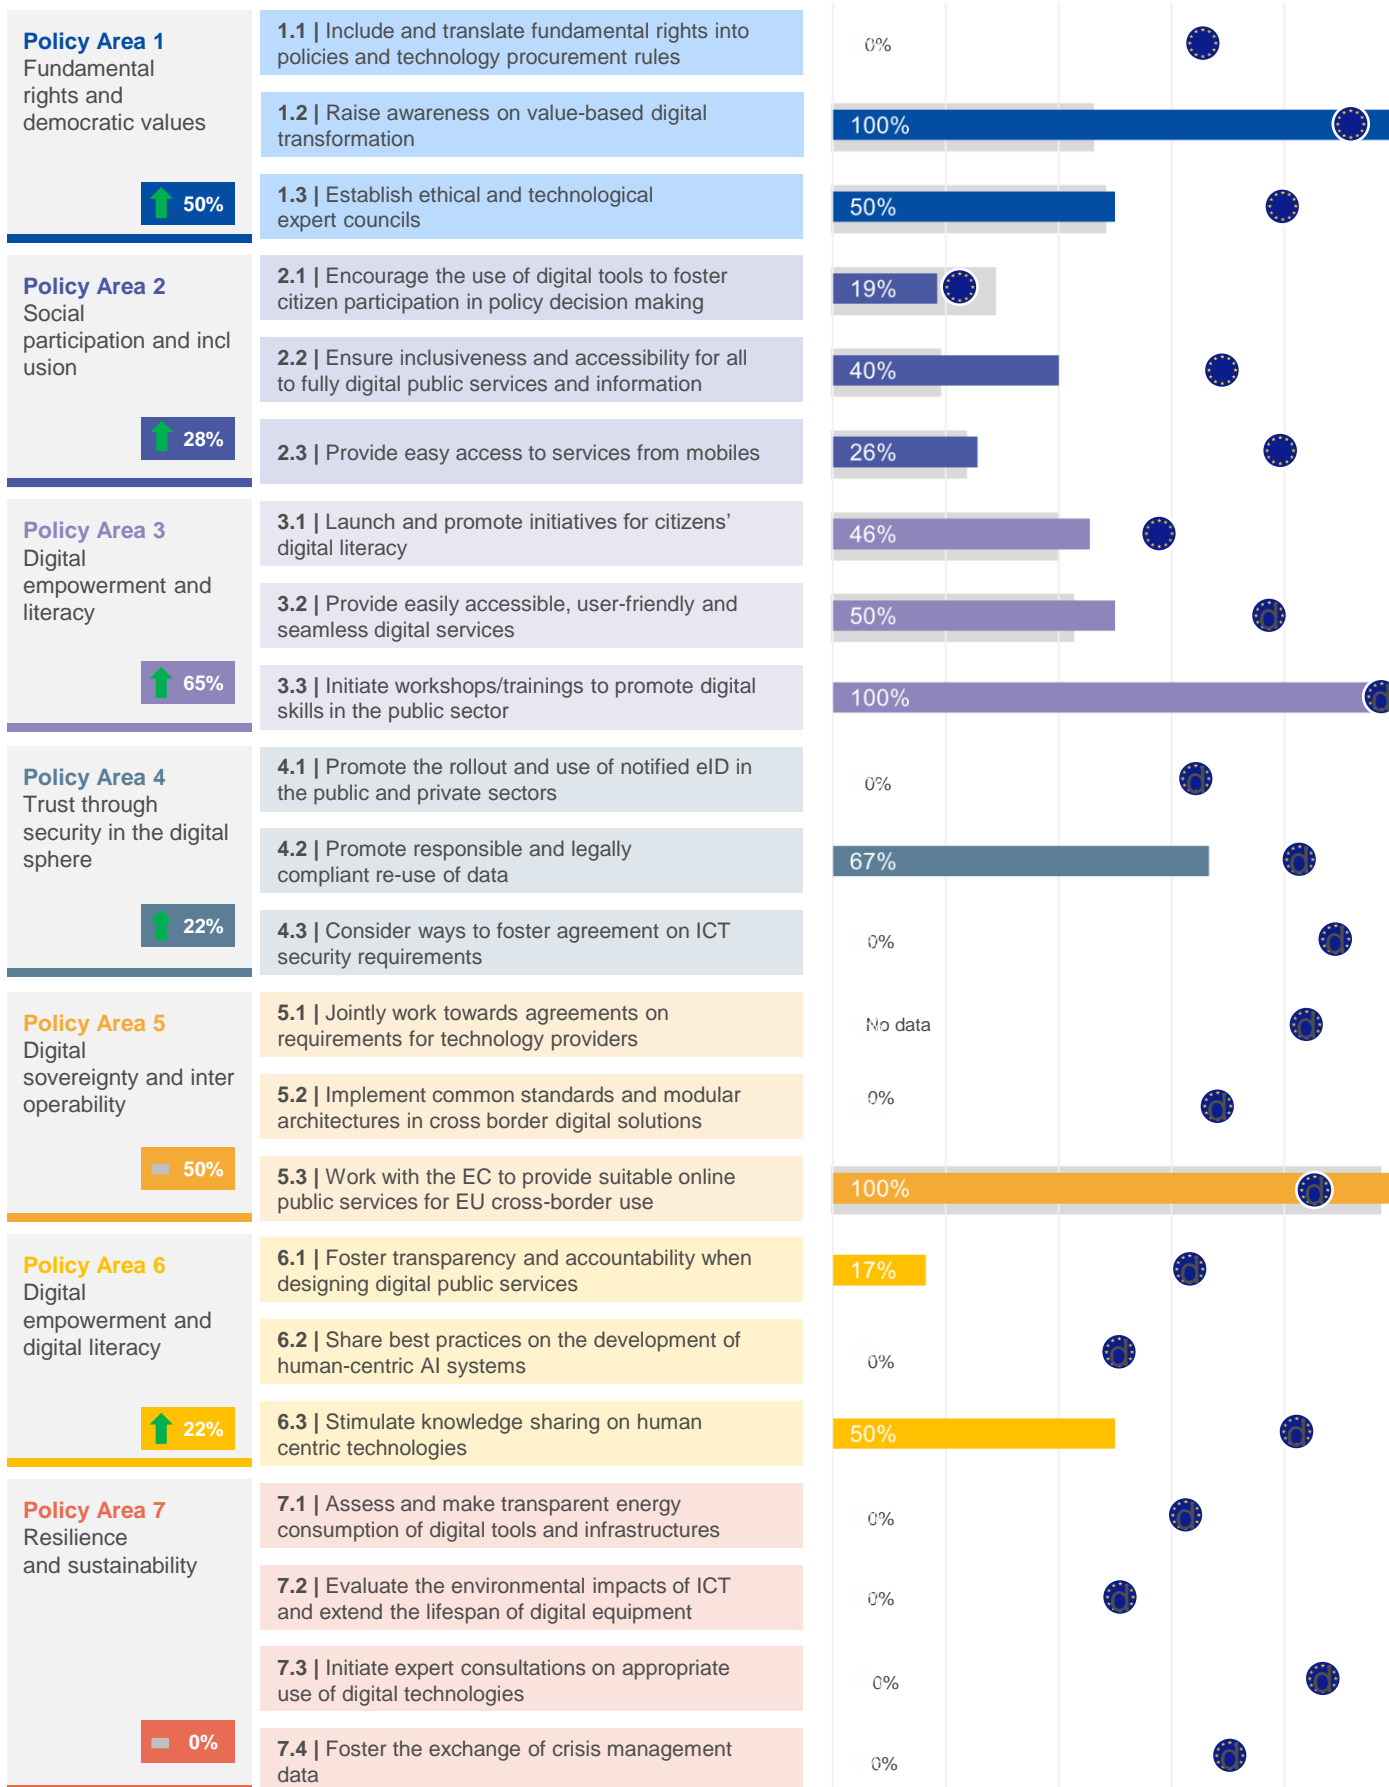 Policy Area 1
Fundamental
rights and
democratic values
50%
1.1 | Include and translate fundamental rights into
policies and technology procurement rules
0%
1.2 | Raise awareness on value-based digital
transformation
100%
1.3 | Establish ethical and technological
expert councils
50%
Policy Area 2
Social
participation and incl
usion
28%
2.1 | Encourage the use of digital tools to foster
citizen participation in policy decision making
19%
2.2 | Ensure inclusiveness and accessibility for all
to fully digital public services and information
40%
2.3 | Provide easy access to services from mobiles
26%
Policy Area 3
Digital
empowerment and
literacy
65%
3.1 | Launch and promote initiatives for citizens’
digital literacy
46%
3.2 | Provide easily accessible, user-friendly and
seamless digital services
50%
d
3.3 | Initiate workshops/trainings to promote digital
skills in the public sector
100%
d
Policy Area 4
Trust through
security in the digital
sphere
22%
4.1 | Promote the rollout and use of notified eID in
the public and private sectors
0%
d
4.2 | Promote responsible and legally
compliant re-use of data
67%
d
4.3 | Consider ways to foster agreement on ICT
security requirements
0%
d
Policy Area 5
Digital
sovereignty and inter
operability
50%
5.1 | Jointly work towards agreements on
requirements for technology providers
No data
d
5.2 | Implement common standards and modular
architectures in cross border digital solutions
0%
d
5.3 | Work with the EC to provide suitable online
public services for EU cross-border use
100%
d
Policy Area 6
Digital
empowerment and
digital literacy
22%
6.1 | Foster transparency and accountability when
designing digital public services
17%
d
6.2 | Share best practices on the development of
human-centric AI systems
0%
d
6.3 | Stimulate knowledge sharing on human
centric technologies
50%
d
Policy Area 7
Resilience
and sustainability
0%
7.1 | Assess and make transparent energy
consumption of digital tools and infrastructures
0%
d
7.2 | Evaluate the environmental impacts of ICT
and extend the lifespan of digital equipment
0%
d
7.3 | Initiate expert consultations on appropriate
use of digital technologies
0%
d
7.4 | Foster the exchange of crisis management
data
0%
d